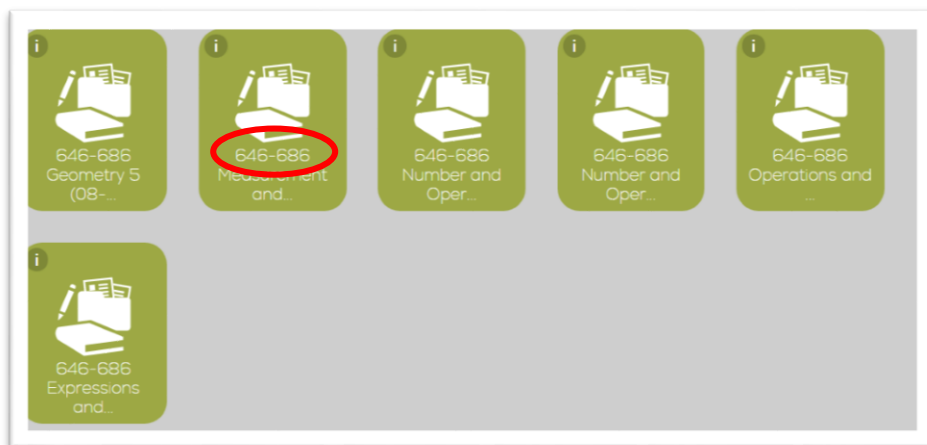 i
646-686
Geometry 5
(08-...
i
646-686
Measurement
and...
i
646-686
Number and
Oper...
i
646-686
Number and
Oper...
i
646-686
Operations and
...
i
646-686
Expressions
and...